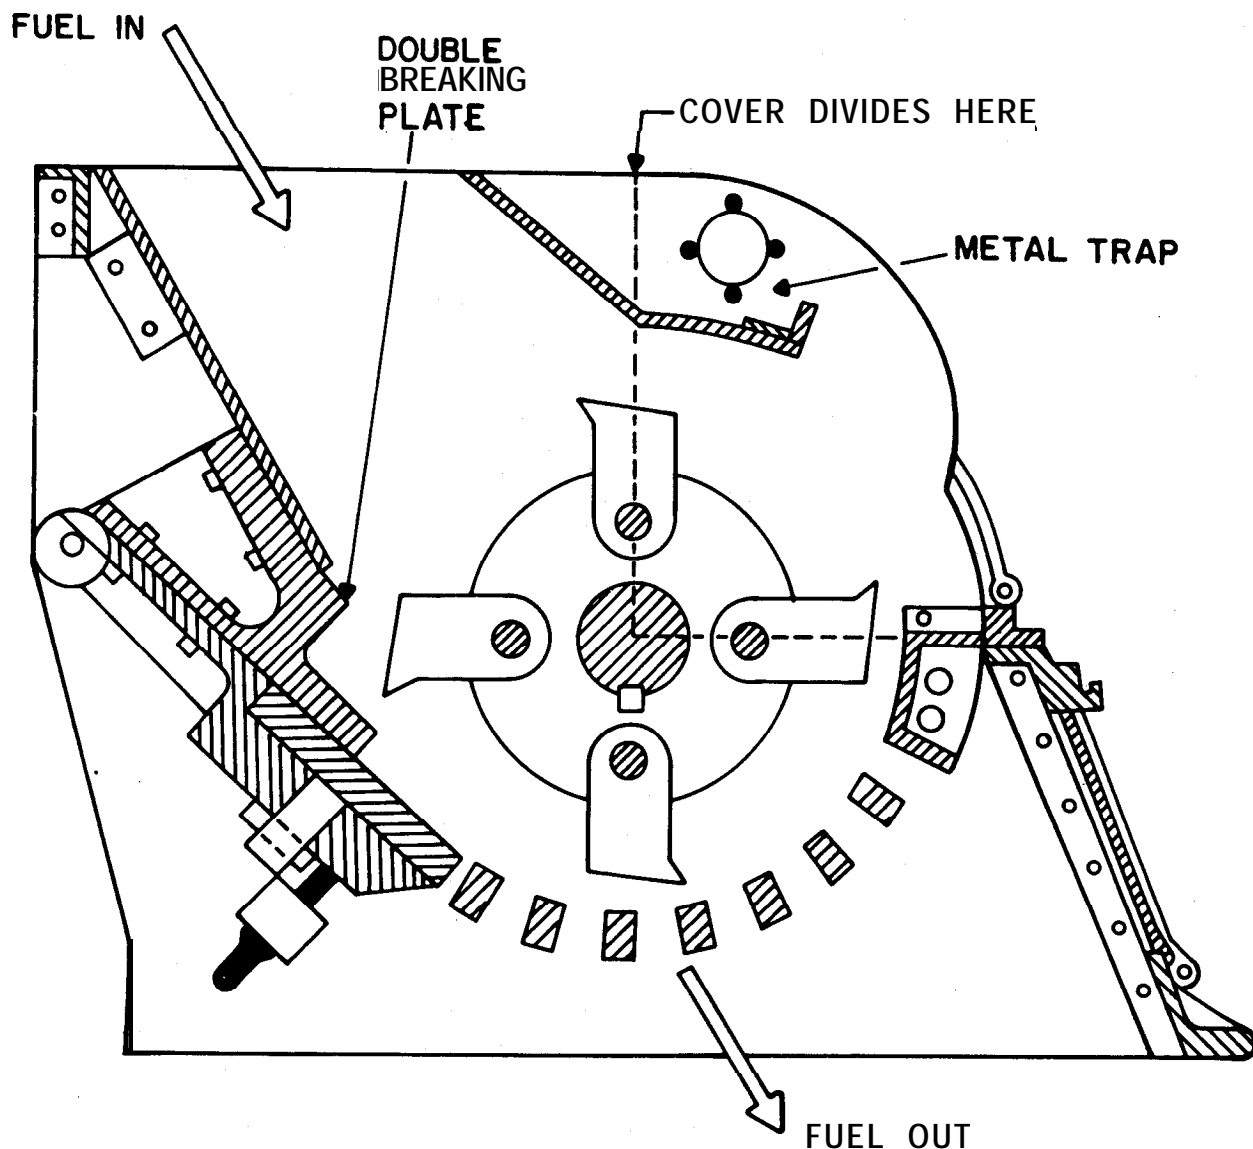 FUEL IN
DOUBLE
BREAKING
PLATE
COVER DIVIDES HERE
METAL TRAP
FUEL OUT